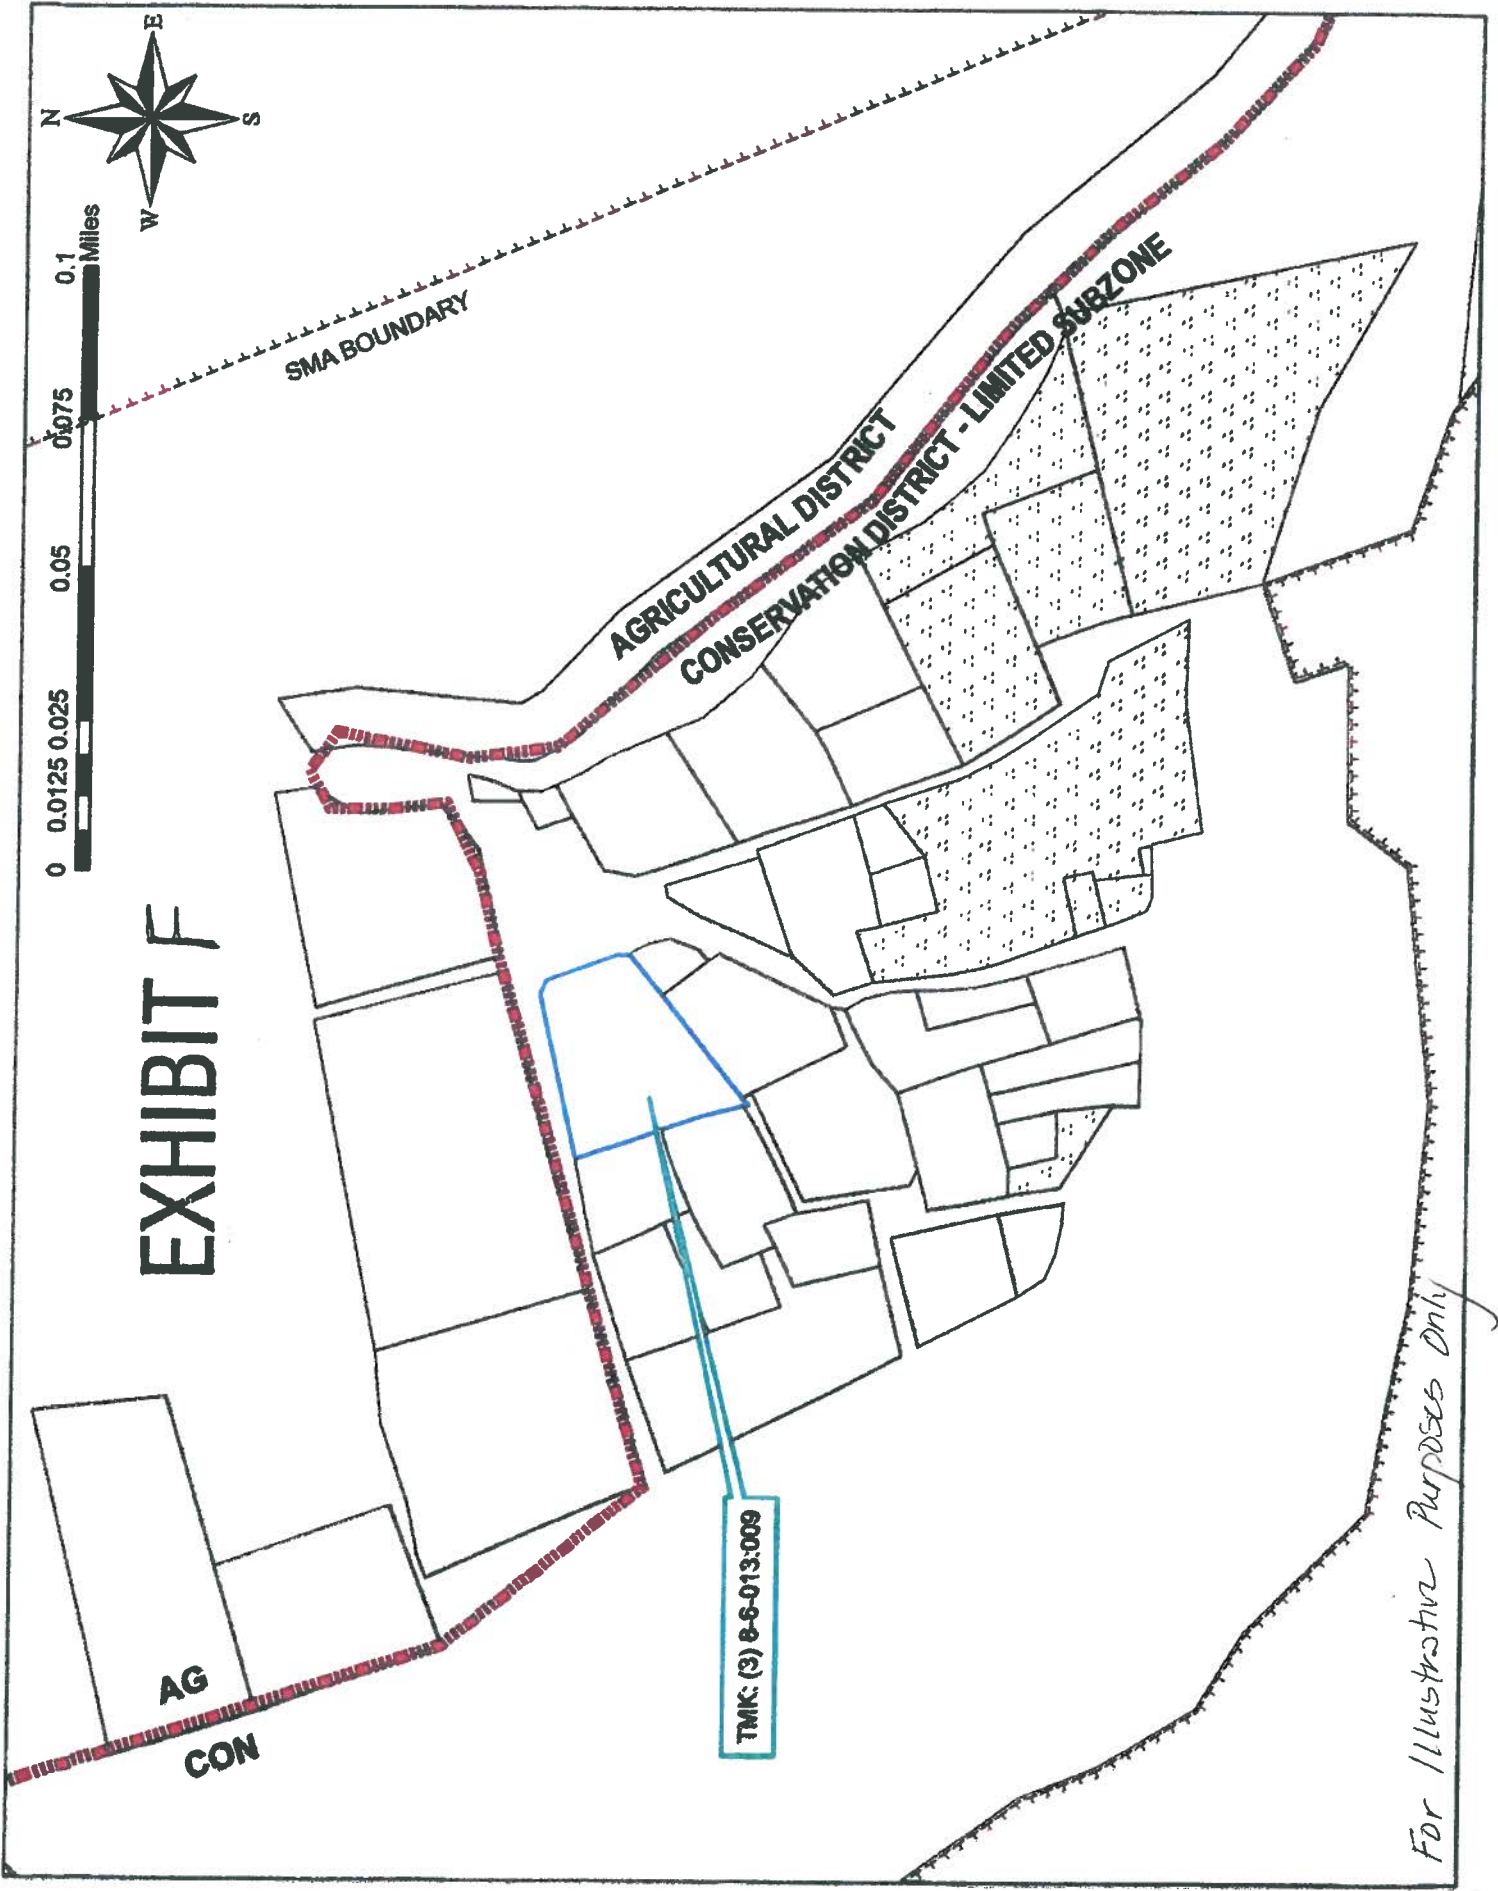 EXHIBIT F
0 0.0125 0.025 0.05 0.075 0.1
Miles
N
E
S
W
SMA BOUNDARY
AGRICULTURAL DISTRICT
CONSERVATION DISTRICT - LIMITED SUBZONE
AG
CON
TMK: (3) 8-6-013:009
For Illustrative Purposes Only